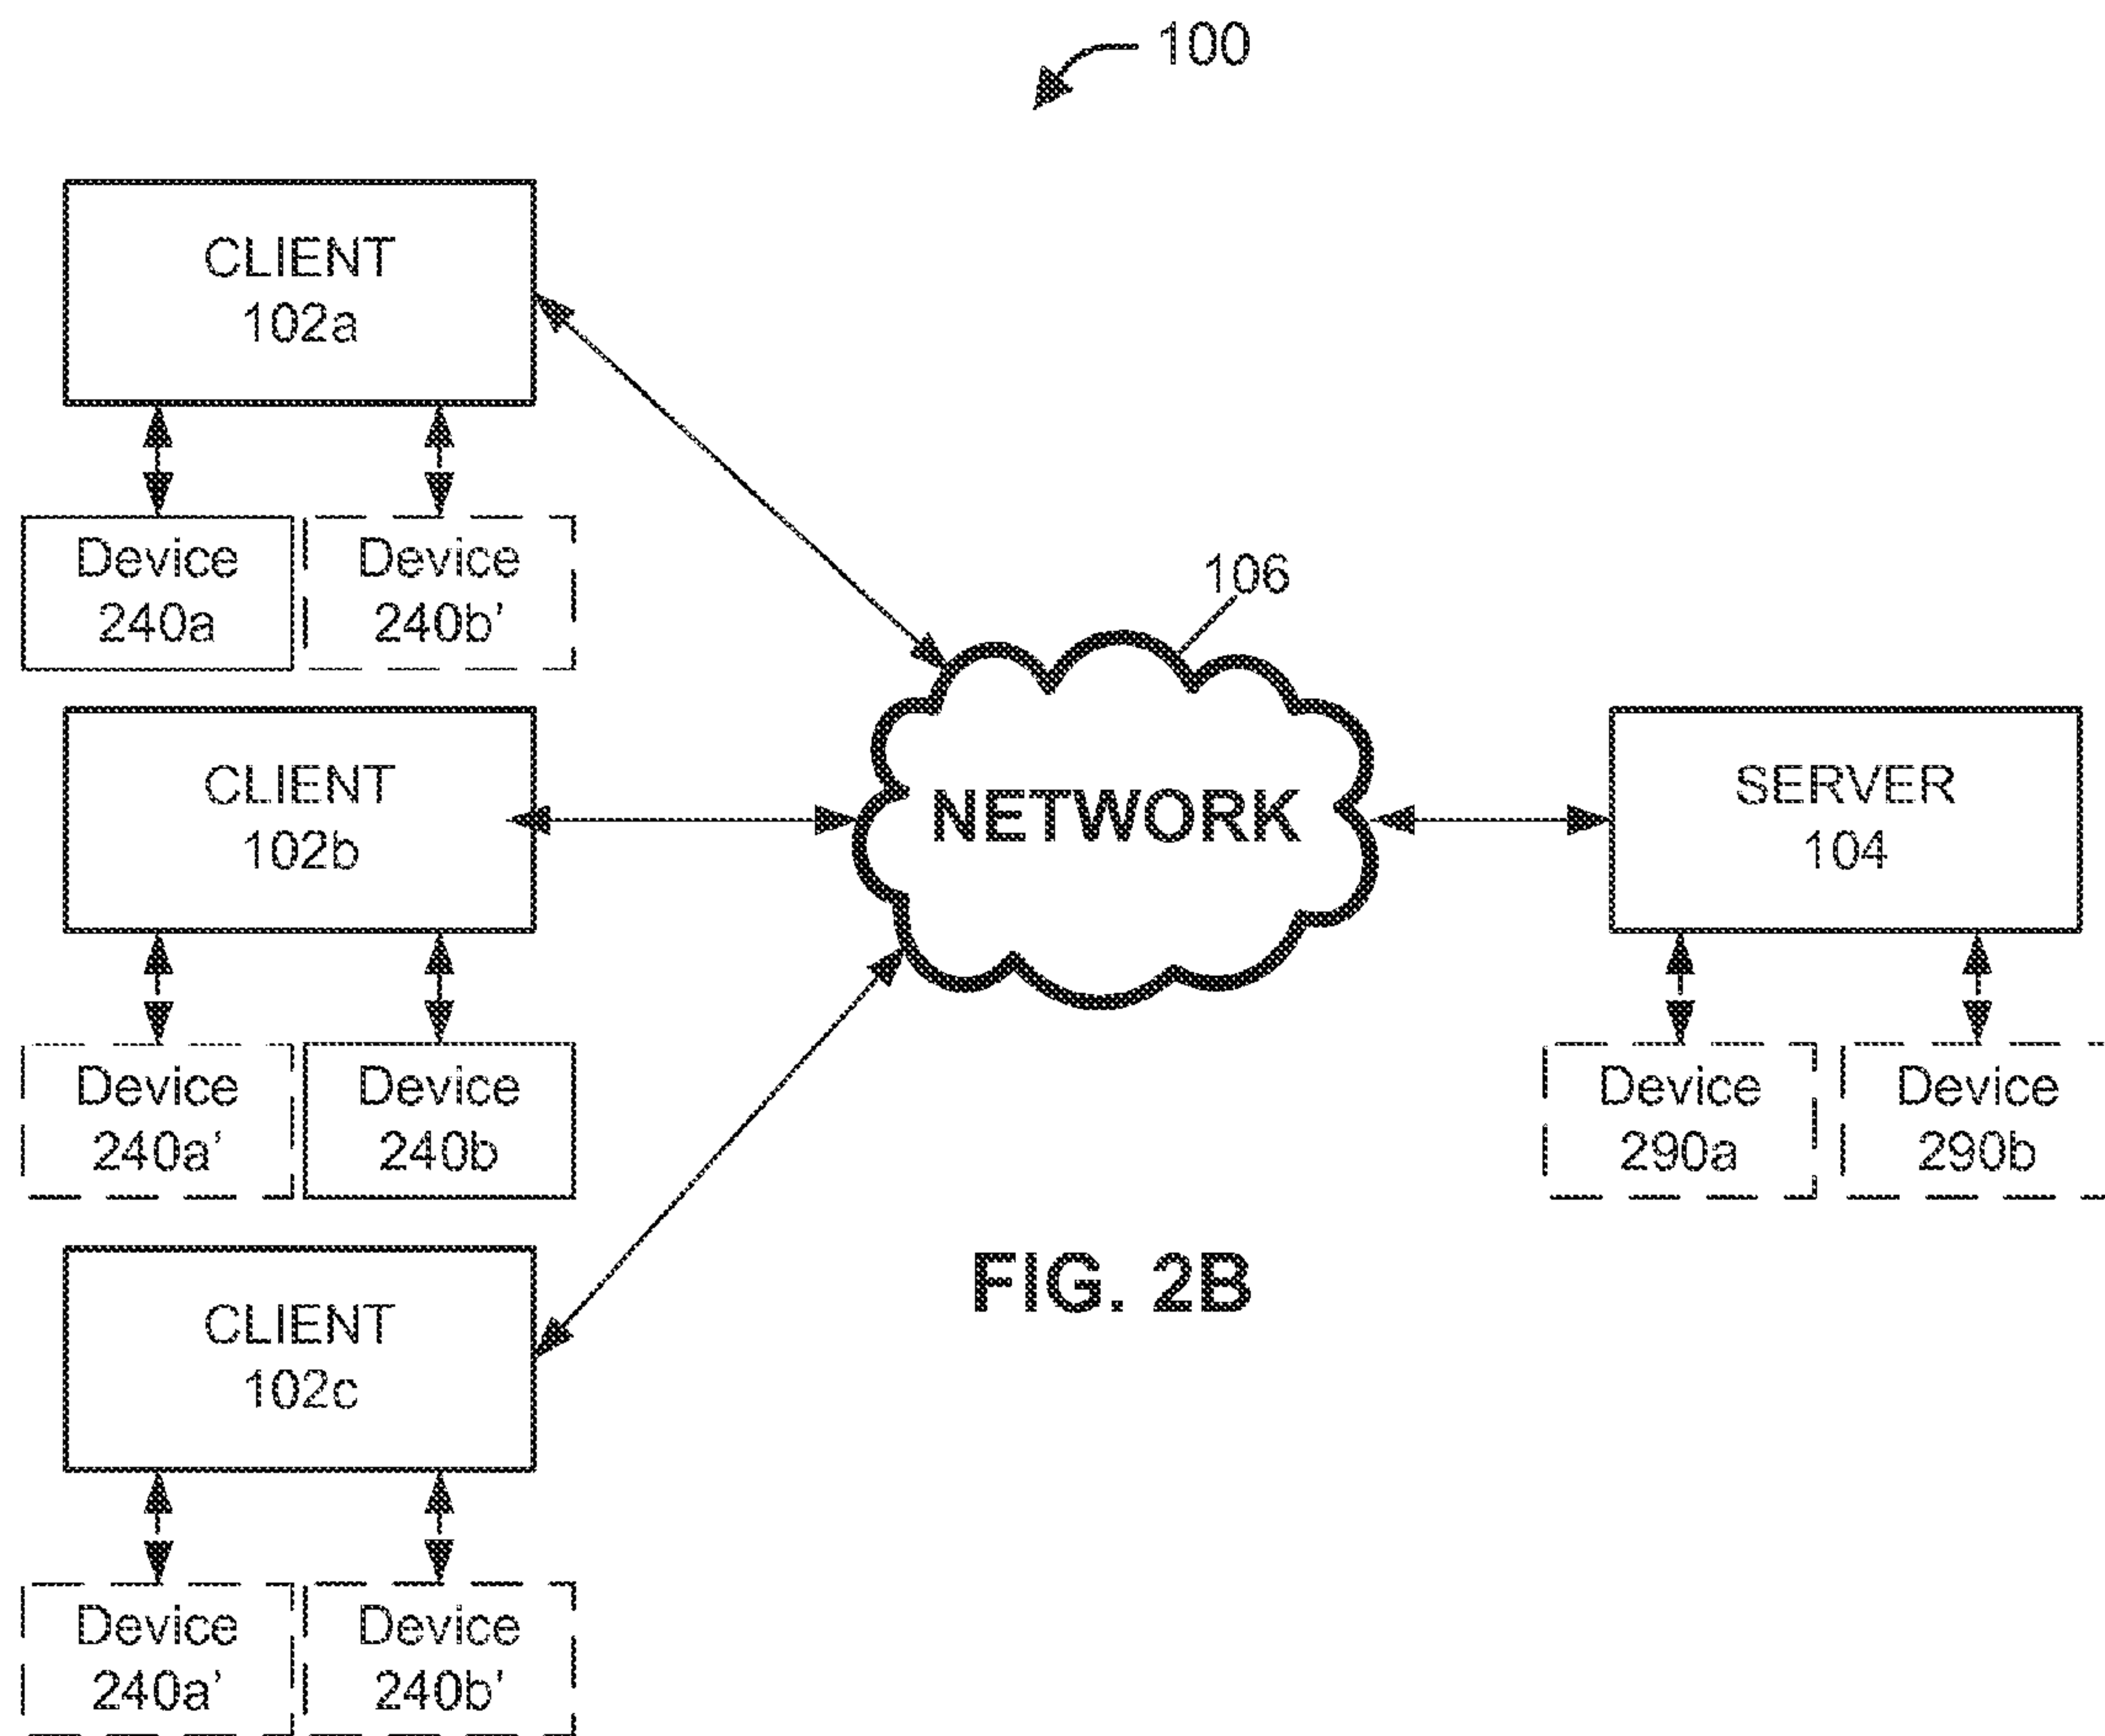 100
CLIENT
102a
Device
240a
Device
240b’
106
CLIENT
102b
NETWORK
SERVER
104
Device
240a’
Device
240b
Device
290a
Device
290b
FIG. 2B
CLIENT
102c
Device
240a’
Device
240b’